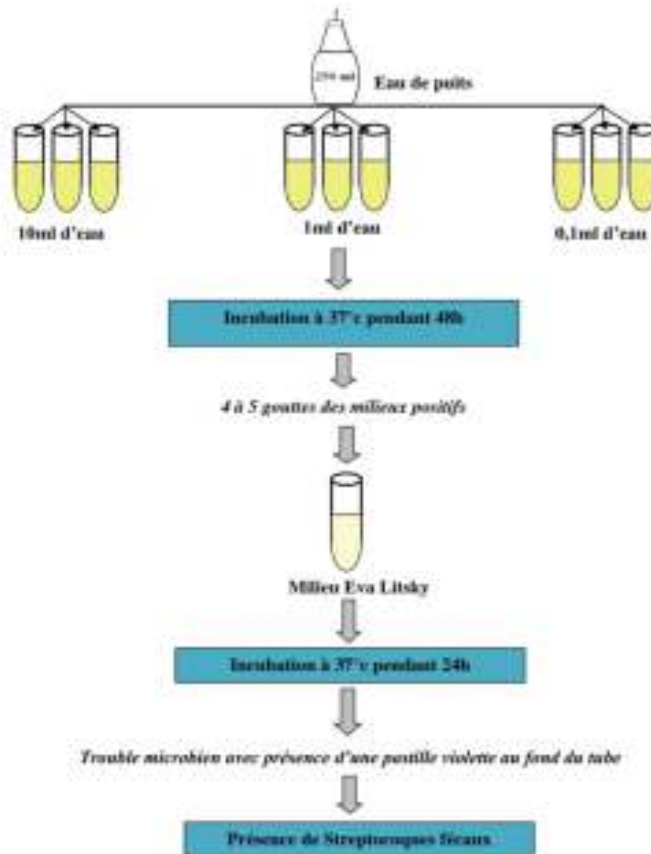 Eau de puits
10ml d'eau
1ml d'eau
0,1ml d'eau
Incubation à 37°c pendant 48h
4 à 5 gouttes des milieux positifs
Milieu Eva Litsky
Incubation à 37°c pendant 24h
Trouble microbien avec présence d'une pastille violette au fond du tube
Présence de Streptocoques fécaux